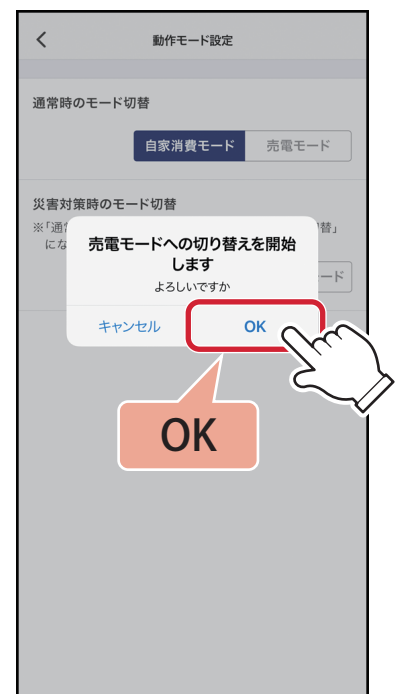 動作モード設定
通常時のモード切替
自家消費モード 売電モード
災害対策時のモード切替
※「通 替」
にな
ード
売電モードへの切り替えを開始
します
よろしいですか
キャンセル OK
OK